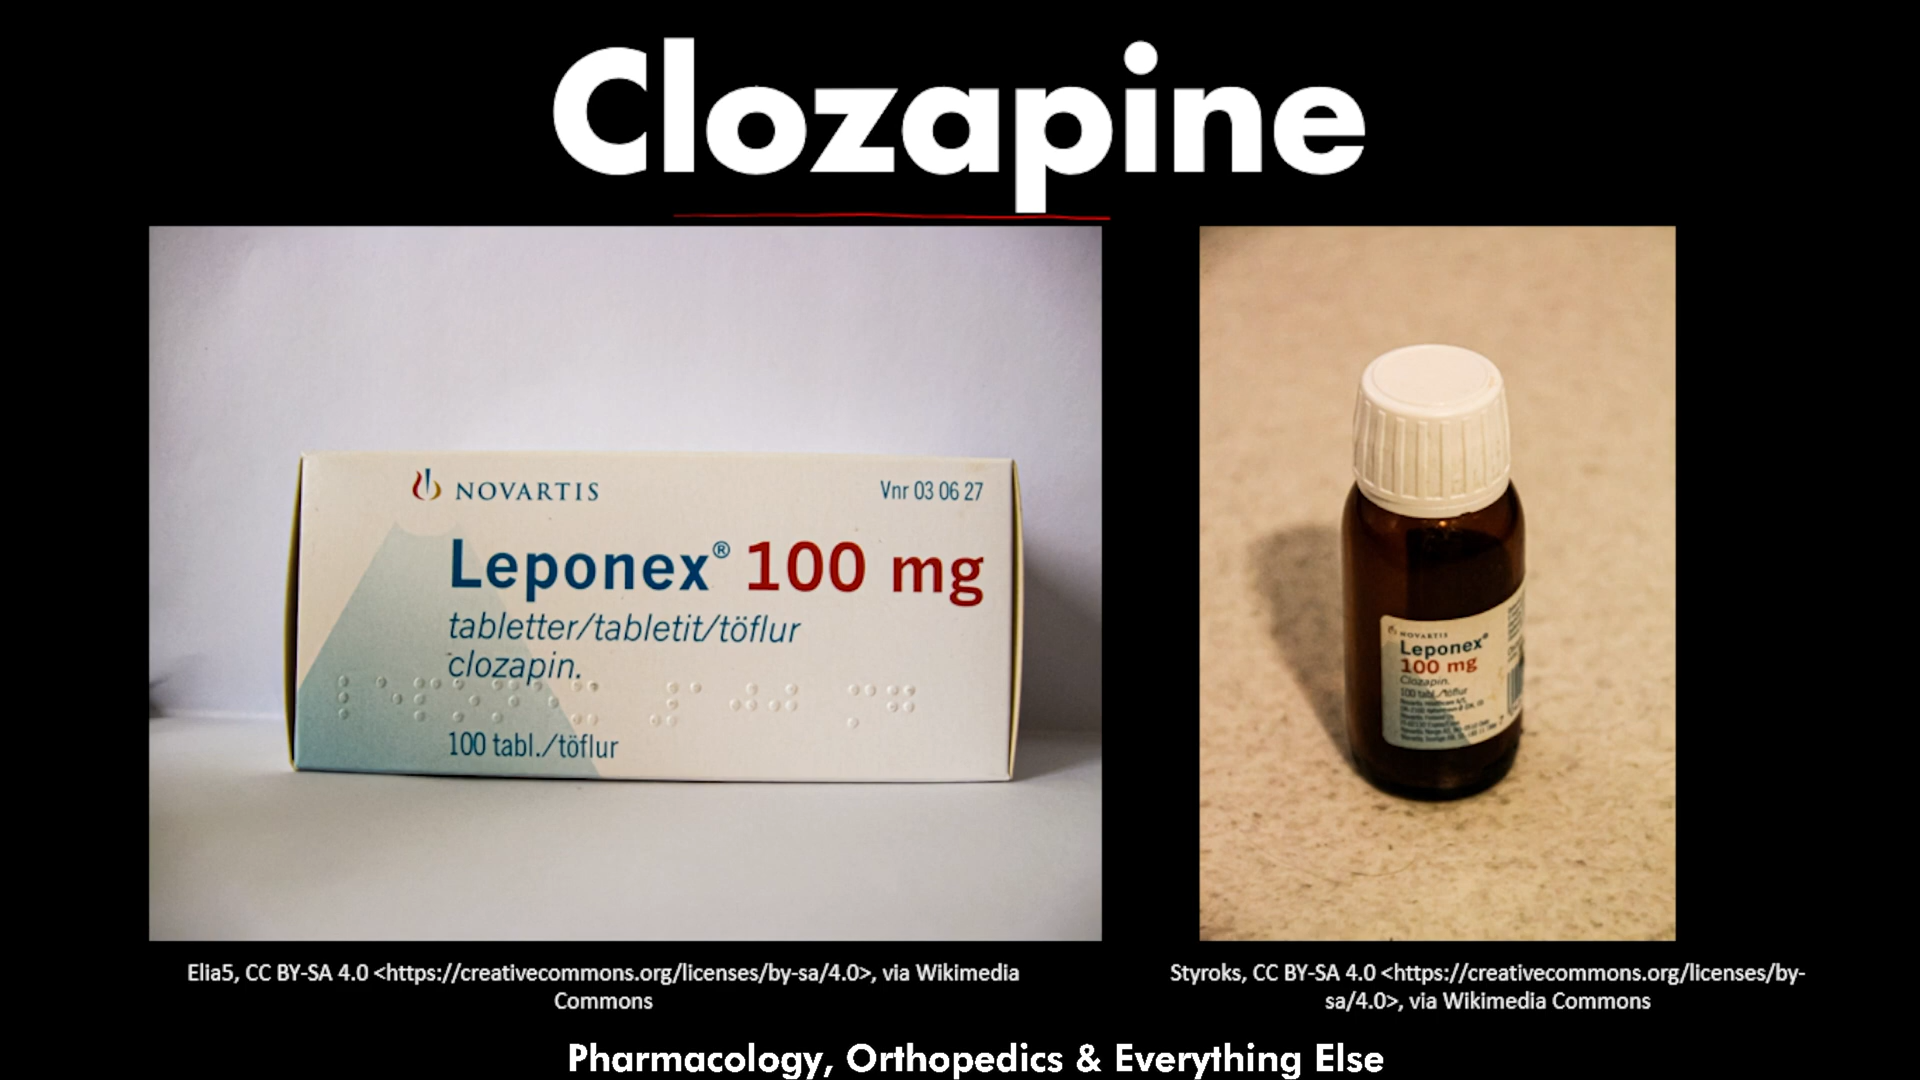 Clozapine
NOVARTIS
Vnr 03 06 27
Leponex® 100 mg
tabletter/tabletit/töflur
clozapin.
100 tabl./töflur
NOVARTIS
Leponex®
100 mg
Clozapin.
100 tabl./töflur
Elia5, CC BY-SA 4.0 <https://creativecommons.org/licenses/by-sa/4.0>, via Wikimedia
Commons
Styroks, CC BY-SA 4.0 <https://creativecommons.org/licenses/by-
sa/4.0>, via Wikimedia Commons
Pharmacology, Orthopedics & Everything Else